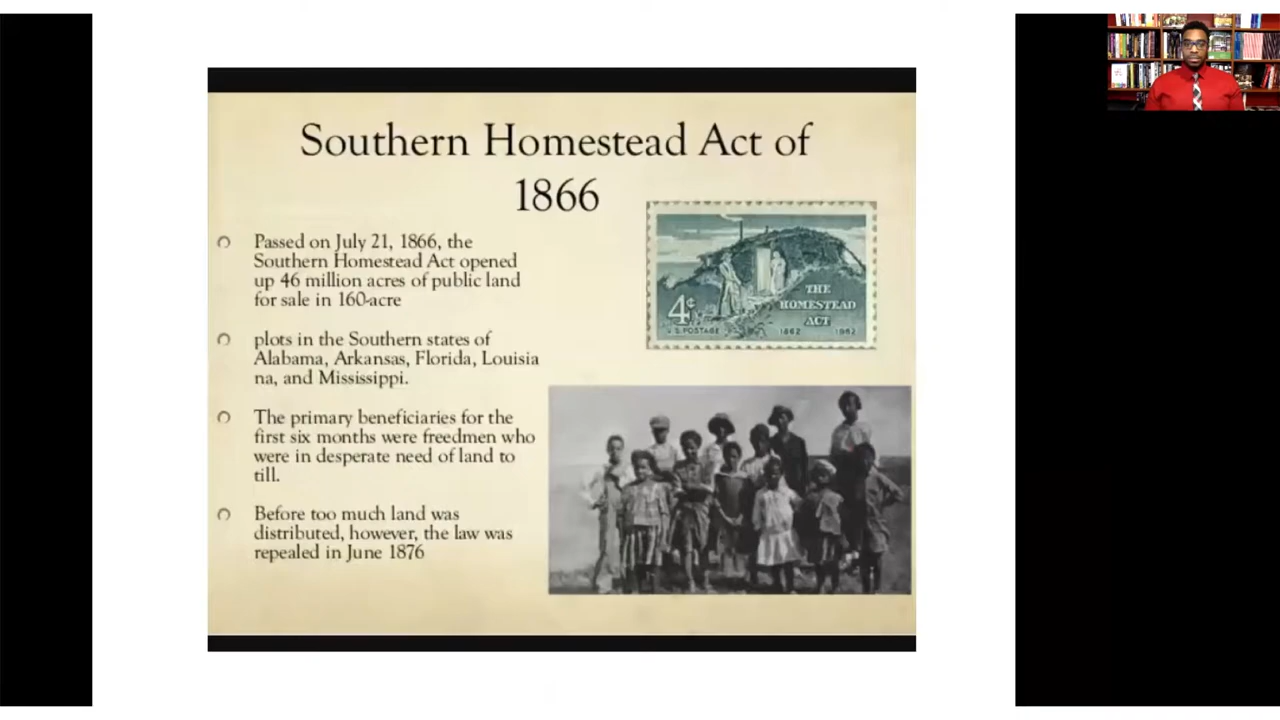 Southern Homestead Act of
1866
Passed on July 21, 1866, the
Southern Homestead Act opened
up 46 million acres of public land
for sale in 160-acre
plots in the Southern states of
Alabama, Arkansas, Florida, Louisia
na, and Mississippi.
The primary beneficiaries for the
first six months were freedmen who
were in desperate need of land to
till.
Before too much land was
distributed, however, the law was
repealed in June 1876
THE
HOMESTEAD
ACT
4¢
U.S. POSTAGE 1862 1962